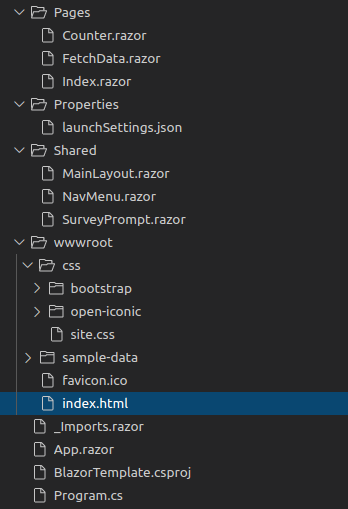 Pages
Counter.razor
FetchData.razor
Index.razor
Properties
launchSettings.json
Shared
MainLayout.razor
NavMenu.razor
SurveyPrompt.razor
wwwroot
css
bootstrap
open-iconic
site.css
sample-data
favicon.ico
index.html
_Imports.razor
App.razor
BlazorTemplate.csproj
Program.cs